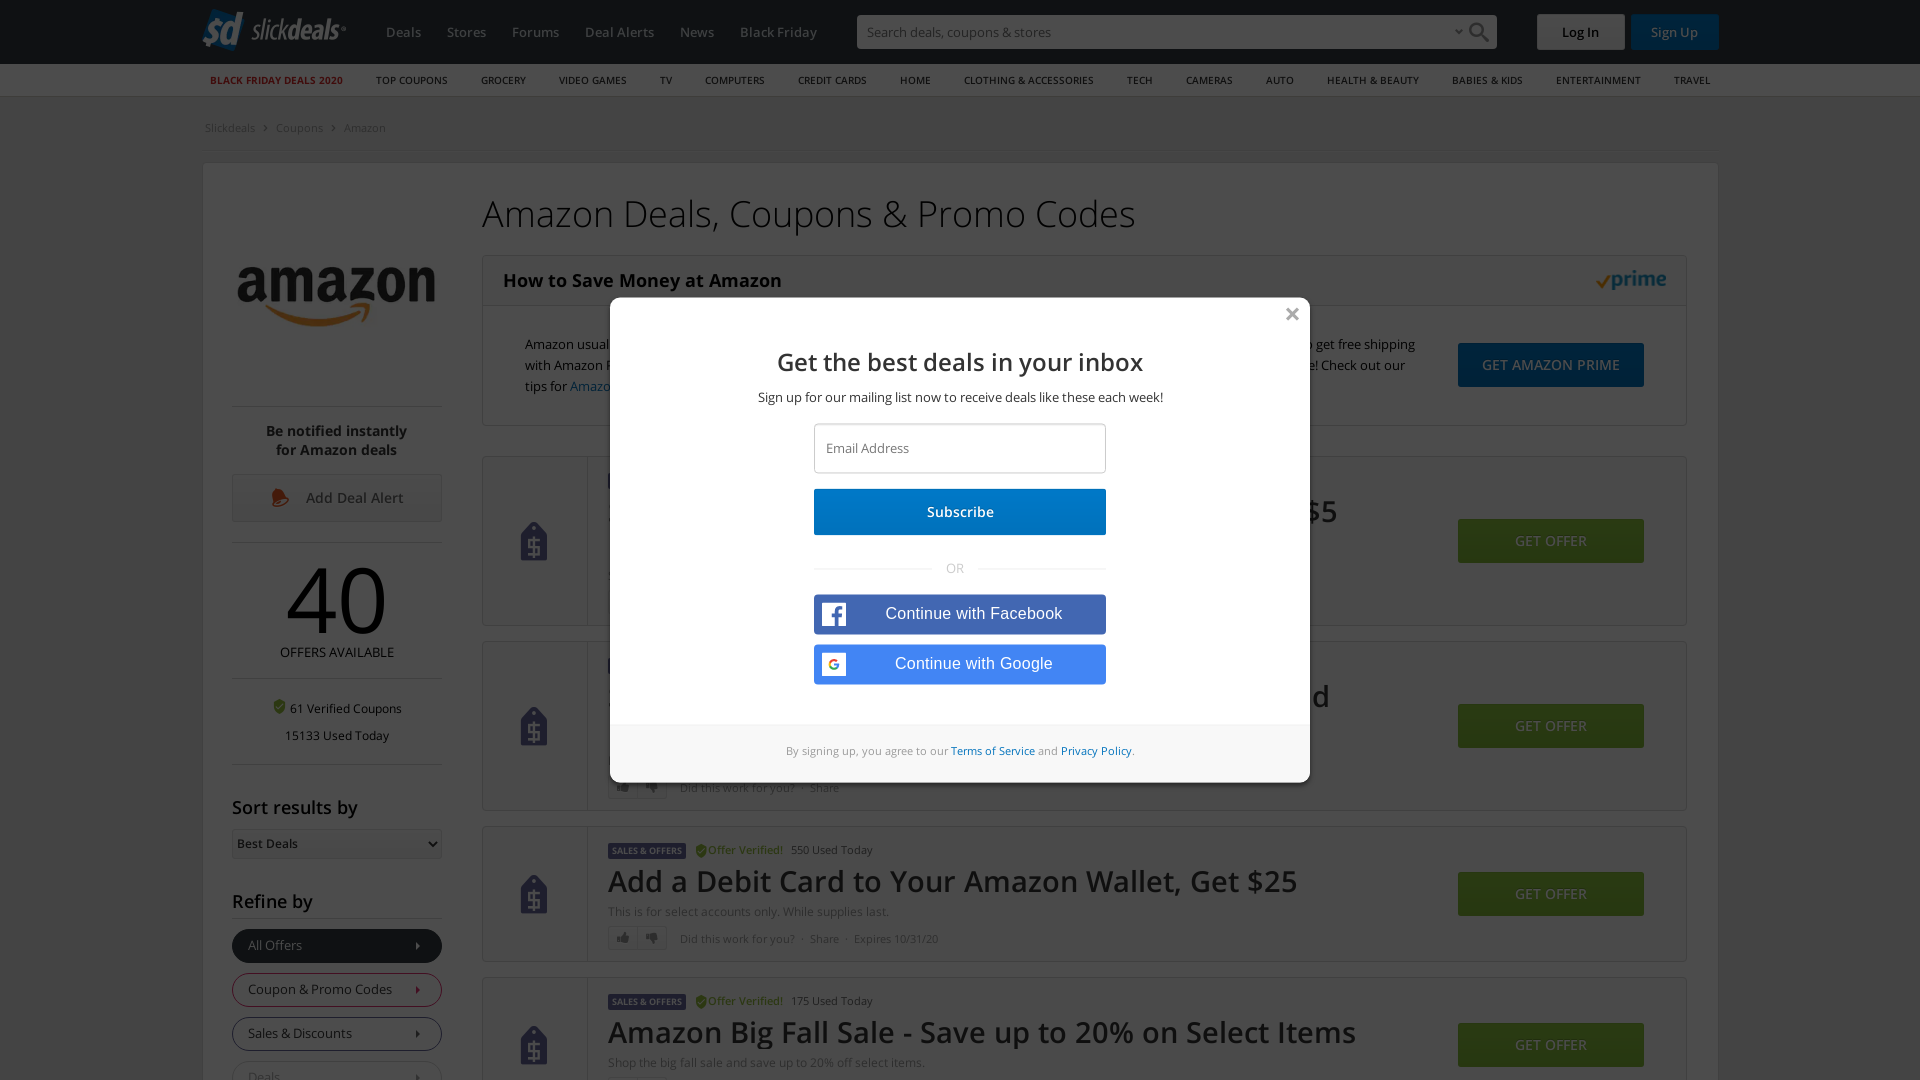 sd slickdeals
Deals
Stores
Forums
Deal Alerts
News
Black Friday
Search deals, coupons & stores
Log In
Sign Up
BLACK FRIDAY DEALS 2020
TOP COUPONS
GROCERY
VIDEO GAMES
TV
COMPUTERS
CREDIT CARDS
HOME
CLOTHING & ACCESSORIES
TECH
CAMERAS
AUTO
HEALTH & BEAUTY
BABIES & KIDS
ENTERTAINMENT
TRAVEL
Slickdeals
Coupons
Amazon
Amazon Deals, Coupons & Promo Codes
amazon
How to Save Money at Amazon
prime
Amazon usual
get free shipping
with Amazon
e! Check out our
tips for Amazo
GET AMAZON PRIME
Be notified instantly
for Amazon deals
Add Deal Alert
40
OFFERS AVAILABLE
61 Verified Coupons
15133 Used Today
Sort results by
Best Deals
Refine by
All Offers
Coupon & Promo Codes
Sales & Discounts
Deals
Get the best deals in your inbox
Sign up for our mailing list now to receive deals like these each week!
Email Address
Subscribe
OR
Continue with Facebook
Continue with Google
By signing up, you agree to our Terms of Service and Privacy Policy.
$5
GET OFFER
d
GET OFFER
Did this work for you? · Share
SALES & OFFERS
Offer Verified!
550 Used Today
Add a Debit Card to Your Amazon Wallet, Get $25
This is for select accounts only. While supplies last.
Did this work for you? · Share · Expires 10/31/20
GET OFFER
SALES & OFFERS
Offer Verified!
175 Used Today
Amazon Big Fall Sale - Save up to 20% on Select Items
Shop the big fall sale and save up to 20% off select items.
GET OFFER